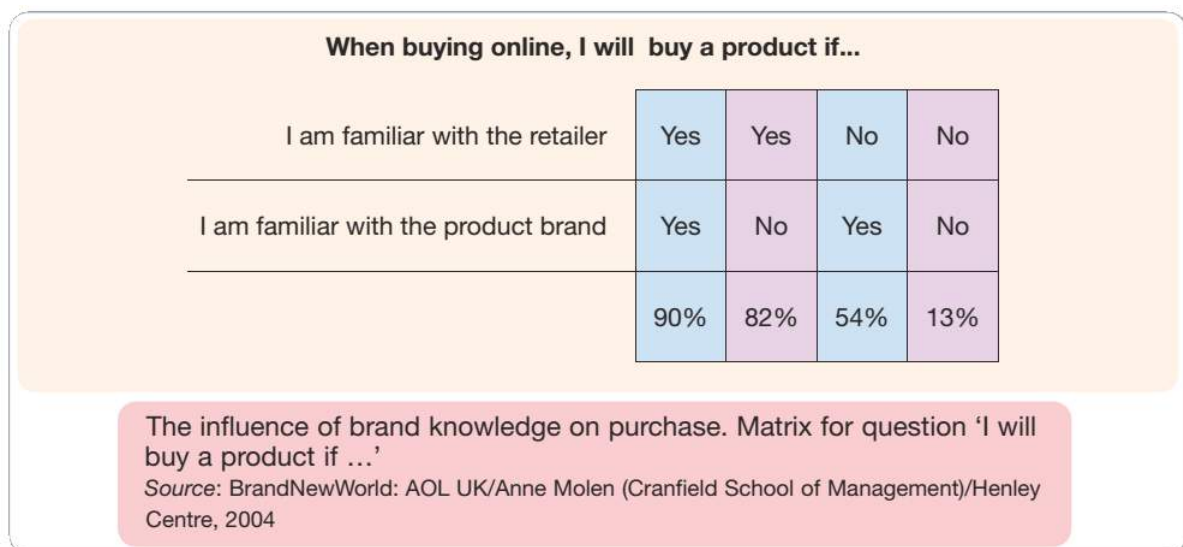 When buying online, I will buy a product if...
I am familiar with the retailer Yes Yes No No
I am familiar with the product brand Yes No Yes No
90% 82% 54% 13%
The influence of brand knowledge on purchase. Matrix for question ‘I will
buy a product if …’
Source: BrandNewWorld: AOL UK/Anne Molen (Cranfield School of Management)/Henley
Centre, 2004